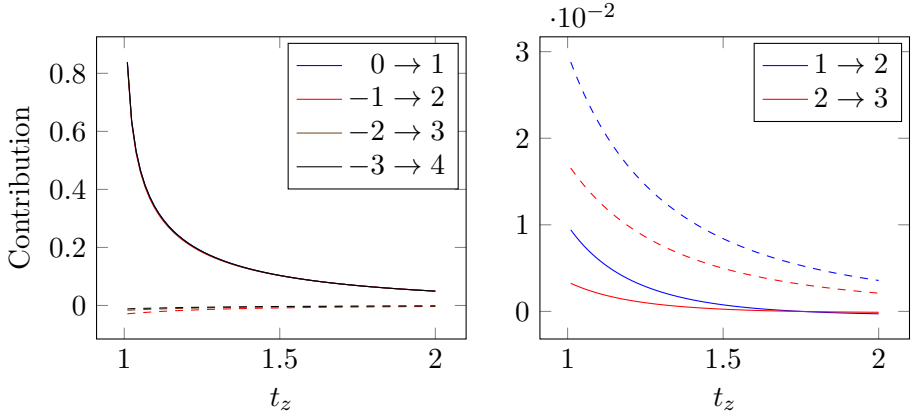 Contribution
0.8
0.6
0.4
0.2
0
1
1.5
2
t_z
0 → 1
−1 → 2
−2 → 3
−3 → 4
·10⁻²
3
2
1
0
1
1.5
2
t_z
1 → 2
2 → 3